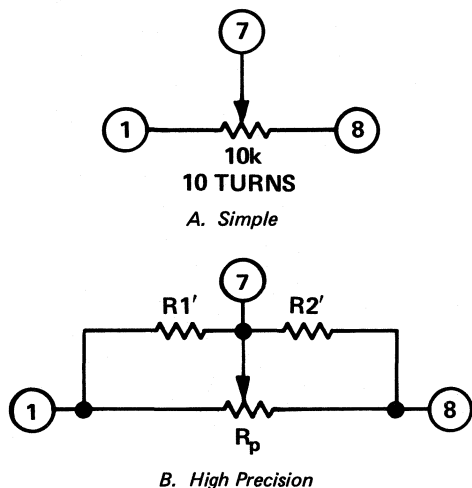 7
1 8
10k
10 TURNS
A. Simple
7
R1' R2'
1 8
Rp
B. High Precision